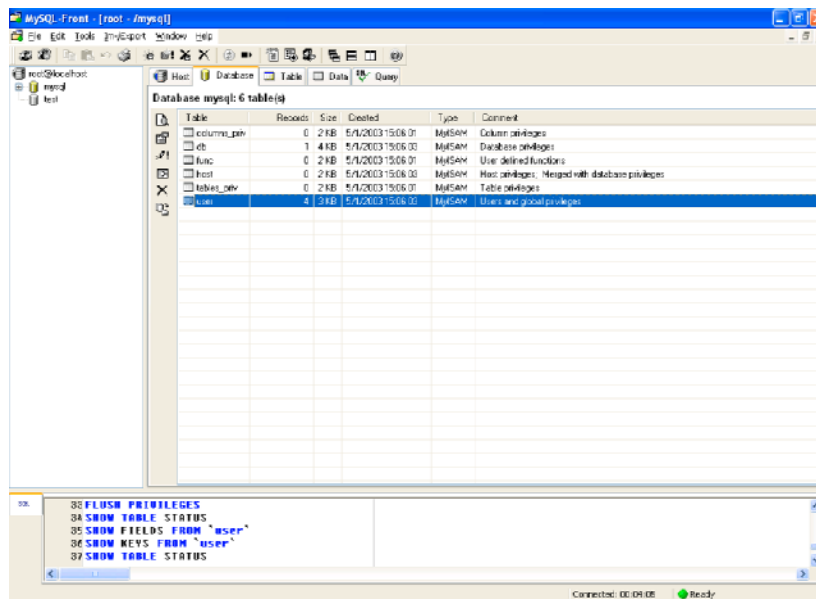 MySQL-Front - [root - /mysql]
File Edit Tools Im-/Export Window Help
root@localhost
mysql
test
Host Database Table Data Query
Database mysql: 6 table(s)
Table Records Size Created Type Comment
columns_priv 0 2 KB 5/1/2003 15:06:01 MyISAM Column privileges
db 1 4 KB 5/1/2003 15:06:03 MyISAM Database privileges
func 0 2 KB 5/1/2003 15:06:01 MyISAM User defined functions
host 0 2 KB 5/1/2003 15:06:03 MyISAM Host privileges; Merged with database privileges
tables_priv 0 2 KB 5/1/2003 15:06:01 MyISAM Table privileges
user 4 3 KB 5/1/2003 15:06:03 MyISAM Users and global privileges
SQL
33 FLUSH PRIVILEGES
34 SHOW TABLE STATUS
35 SHOW FIELDS FROM `user`
36 SHOW KEYS FROM `user`
37 SHOW TABLE STATUS
Connected: 00:04:08 Ready